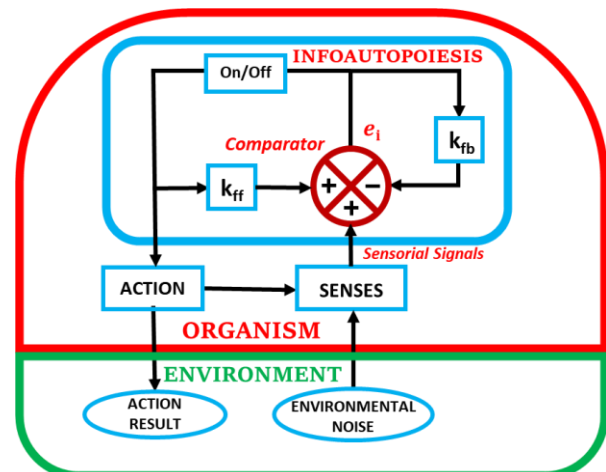 INFOAUTOPOIESIS
On/Off
Comparator
e_i
k_fb
k_ff
+
−
+
Sensorial Signals
ACTION
SENSES
ORGANISM
ENVIRONMENT
ACTION
RESULT
ENVIRONMENTAL
NOISE